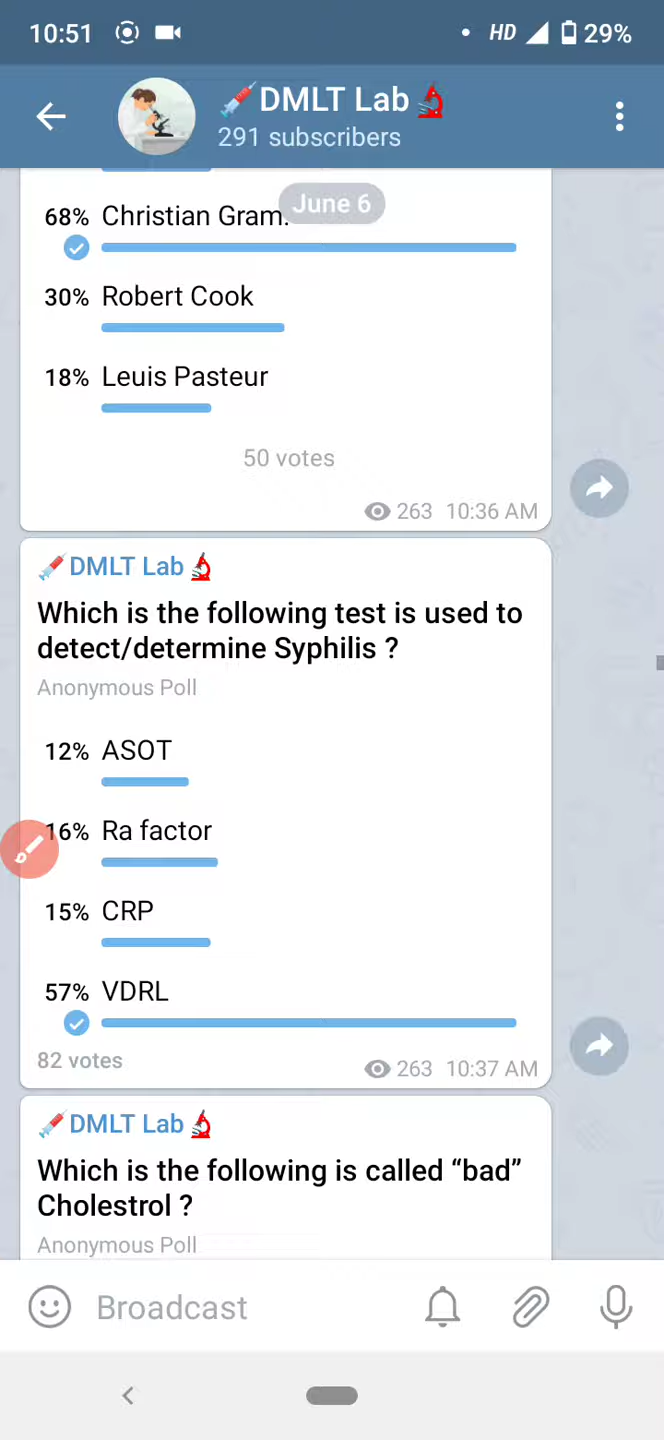 10:51 HD 29%
DMLT Lab
291 subscribers
June 6
68% Christian Gram.
30% Robert Cook
18% Leuis Pasteur
50 votes
263 10:36 AM
DMLT Lab
Which is the following test is used to
detect/determine Syphilis ?
Anonymous Poll
12% ASOT
16% Ra factor
15% CRP
57% VDRL
82 votes 263 10:37 AM
DMLT Lab
Which is the following is called “bad”
Cholestrol ?
Anonymous Poll
Broadcast